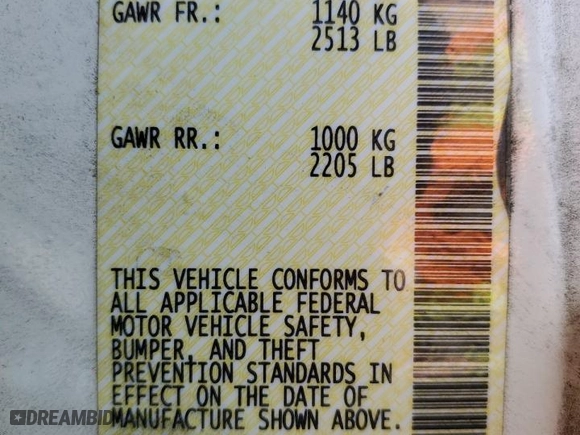 GAWR FR.: 1140 KG
2513 LB
GAWR RR.: 1000 KG
2205 LB
THIS VEHICLE CONFORMS TO
ALL APPLICABLE FEDERAL
MOTOR VEHICLE SAFETY,
BUMPER, AND THEFT
PREVENTION STANDARDS IN
EFFECT ON THE DATE OF
MANUFACTURE SHOWN ABOVE.
DREAMBID